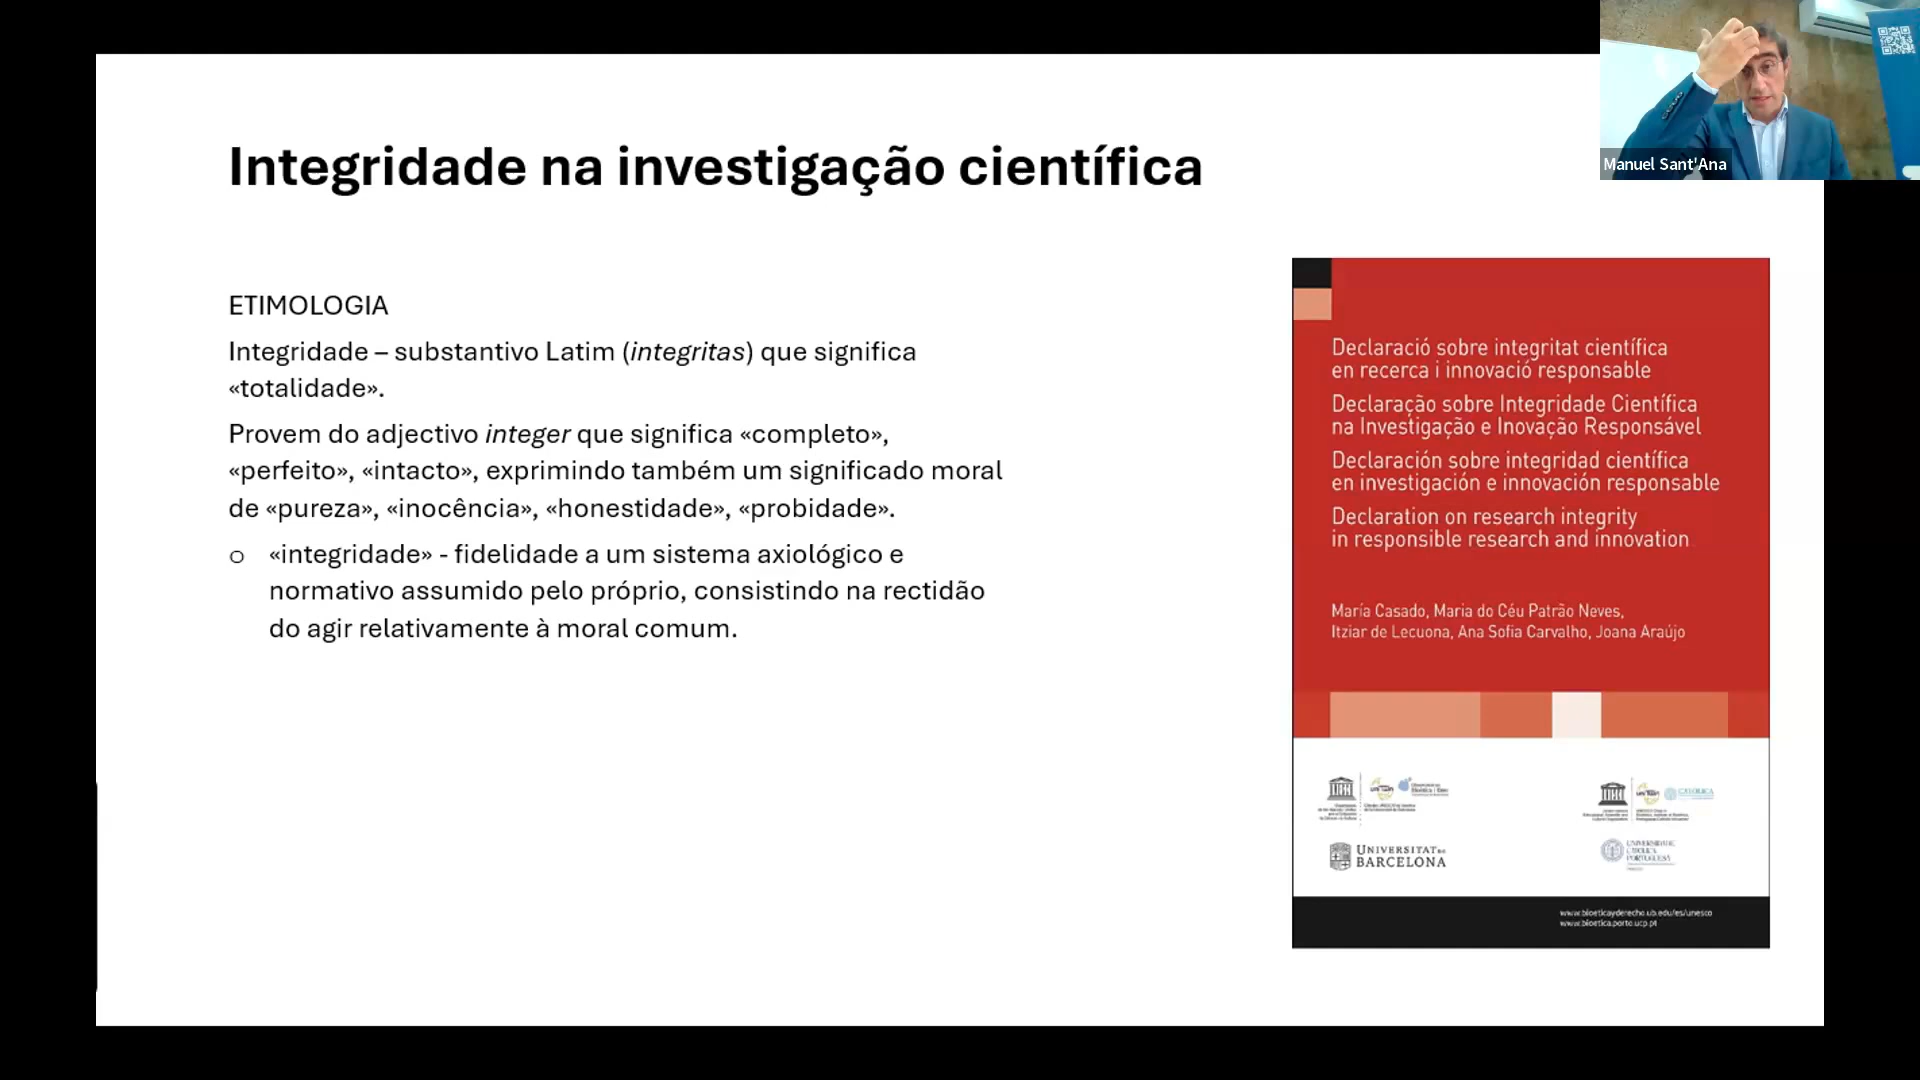 Integridade na investigação científica
Manuel Sant'Ana
ETIMOLOGIA
Integridade – substantivo Latim (integritas) que significa
«totalidade».
Provem do adjectivo integer que significa «completo»,
«perfeito», «intacto», exprimindo também um significado moral
de «pureza», «inocência», «honestidade», «probidade».
o «integridade» - fidelidade a um sistema axiológico e
normativo assumido pelo próprio, consistindo na rectidão
do agir relativamente à moral comum.
Declaració sobre integritat científica
en recerca i innovació responsable
Declaração sobre Integridade Científica
na Investigação e Inovação Responsável
Declaración sobre integridad científica
en investigación e innovación responsable
Declaration on research integrity
in responsible research and innovation
María Casado, Maria do Céu Patrão Neves,
Itziar de Lecuona, Ana Sofia Carvalho, Joana Araújo
UNIVERSITAT DE
BARCELONA
CATÓLICA
UNIVERSIDADE
CATÓLICA
PORTUGUESA
www.bioeticayderecho.ub.edu/es/unesco
www.bioetica.porto.ucp.pt